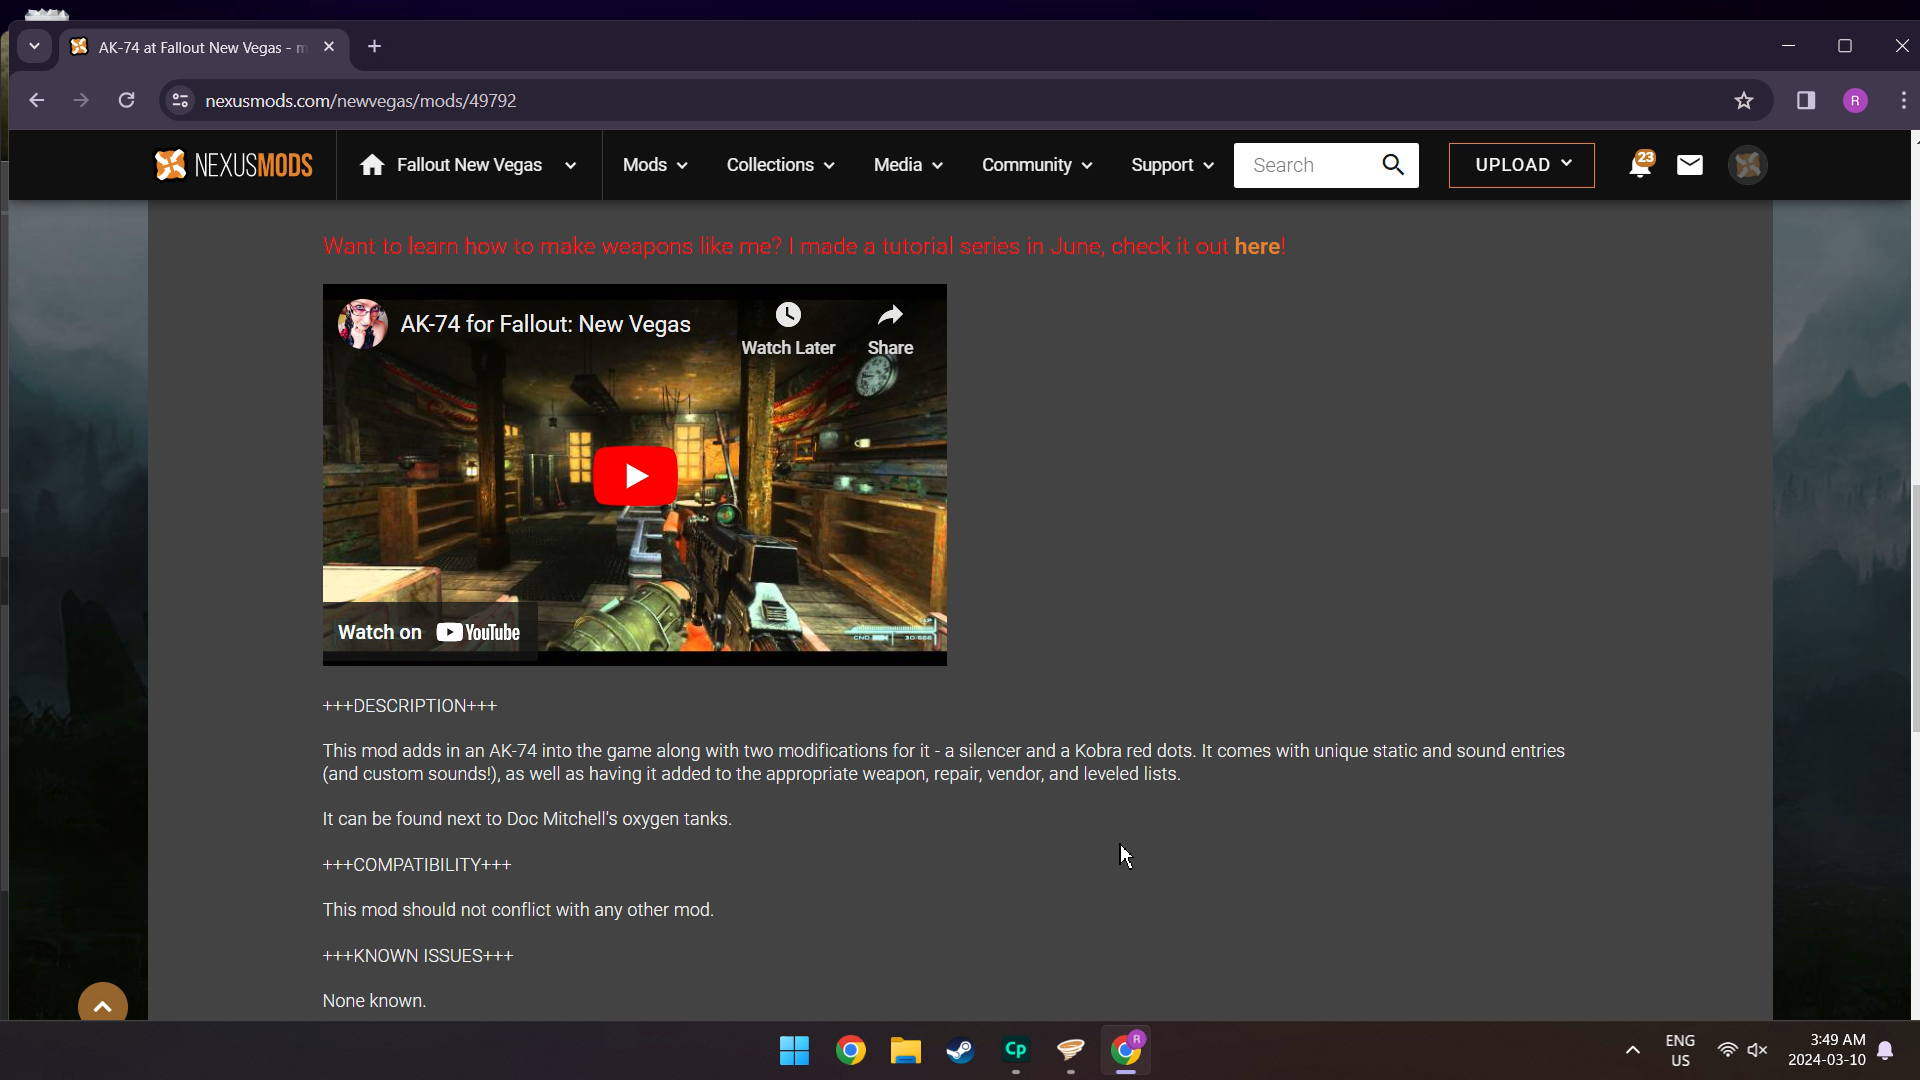 AK-74 at Fallout New Vegas - m
nexusmods.com/newvegas/mods/49792
R
NEXUSMODS
Fallout New Vegas
Mods
Collections
Media
Community
Support
Search
UPLOAD
23
Want to learn how to make weapons like me? I made a tutorial series in June, check it out here!
AK-74 for Fallout: New Vegas
Watch Later
Share
Watch on YouTube
CND
+++DESCRIPTION+++
This mod adds in an AK-74 into the game along with two modifications for it - a silencer and a Kobra red dots. It comes with unique static and sound entries
(and custom sounds!), as well as having it added to the appropriate weapon, repair, vendor, and leveled lists.
It can be found next to Doc Mitchell's oxygen tanks.
+++COMPATIBILITY+++
This mod should not conflict with any other mod.
+++KNOWN ISSUES+++
None known.
Cp
R
ENG
US
3:49 AM
2024-03-10